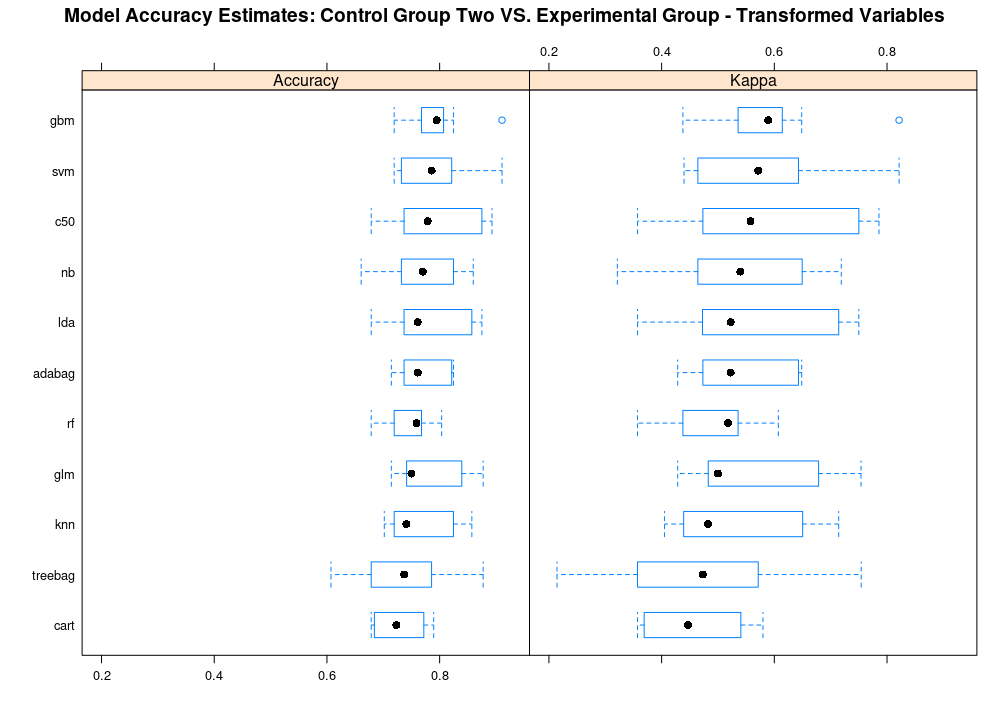 Model Accuracy Estimates: Control Group Two VS. Experimental Group - Transformed Variables
0.2 0.4 0.6 0.8
Accuracy Kappa
gbm
svm
c50
nb
lda
adabag
rf
glm
knn
treebag
cart
0.2 0.4 0.6 0.8